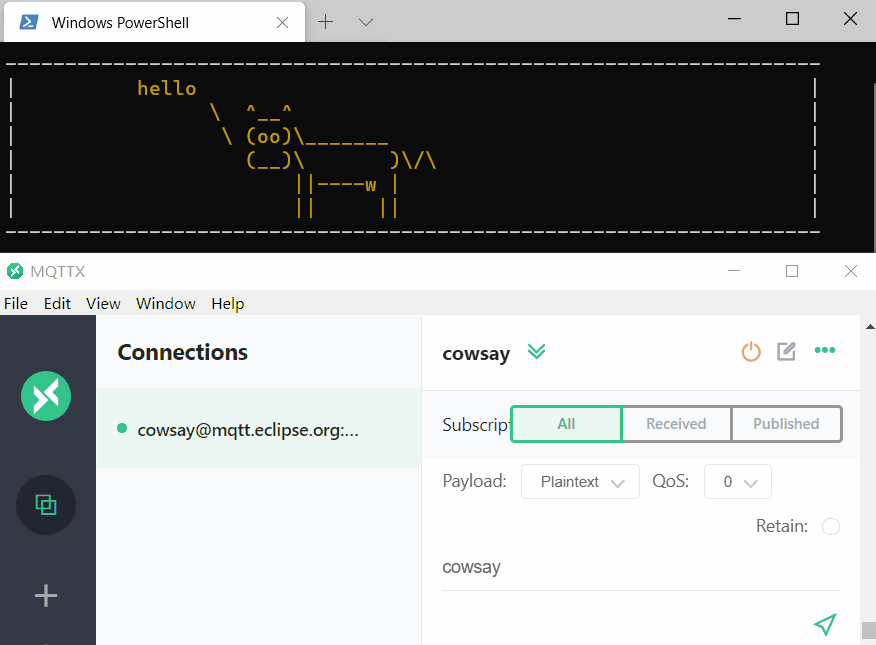 Windows PowerShell
hello
        \   ^__^
         \  (oo)\_______
            (__)\       )\/\
                ||----w |
                ||     ||
MQTTX
File Edit View Window Help
Connections
cowsay
cowsay@mqtt.eclipse.org:...
Subscript
All
Received
Published
Payload:
Plaintext
QoS:
0
Retain:
cowsay